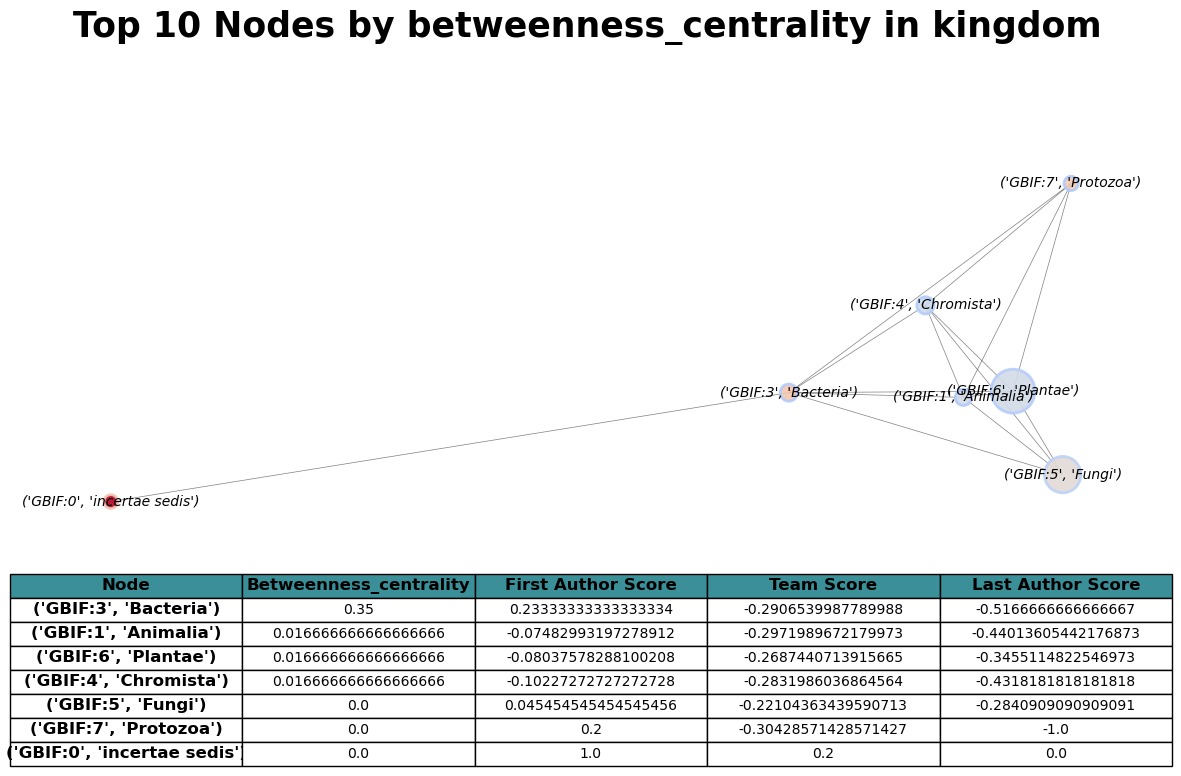 Top 10 Nodes by betweenness_centrality in kingdom
('GBIF:7', 'Protozoa')
('GBIF:4', 'Chromista')
('GBIF:3', 'Bacteria')
('GBIF:6', 'Plantae')
('GBIF:1', 'Animalia')
('GBIF:5', 'Fungi')
('GBIF:0', 'incertae sedis')
Node Betweenness_centrality First Author Score Team Score Last Author Score
('GBIF:3', 'Bacteria') 0.35 0.23333333333333334 -0.2906539987789988 -0.5166666666666667
('GBIF:1', 'Animalia') 0.016666666666666666 -0.07482993197278912 -0.2971989672179973 -0.44013605442176873
('GBIF:6', 'Plantae') 0.016666666666666666 -0.08037578288100208 -0.2687440713915665 -0.3455114822546973
('GBIF:4', 'Chromista') 0.016666666666666666 -0.10227272727272728 -0.2831986036864564 -0.4318181818181818
('GBIF:5', 'Fungi') 0.0 0.045454545454545456 -0.22104363439590713 -0.2840909090909091
('GBIF:7', 'Protozoa') 0.0 0.2 -0.30428571428571427 -1.0
('GBIF:0', 'incertae sedis') 0.0 1.0 0.2 0.0